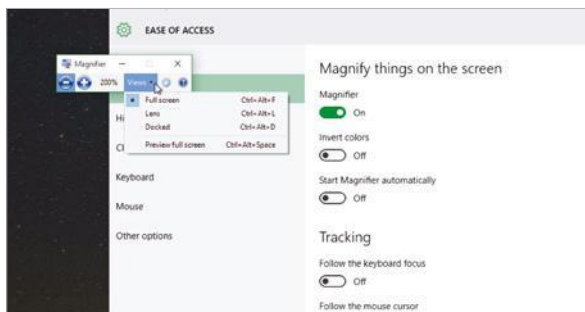 EASE OF ACCESS
Magnifier
200%
Views
Full screen Ctrl+Alt+F
Lens Ctrl+Alt+L
Docked Ctrl+Alt+D
Preview full screen Ctrl+Alt+Space
Keyboard
Mouse
Other options
Magnify things on the screen
Magnifier
On
Invert colors
Off
Start Magnifier automatically
Off
Tracking
Follow the keyboard focus
Off
Follow the mouse cursor